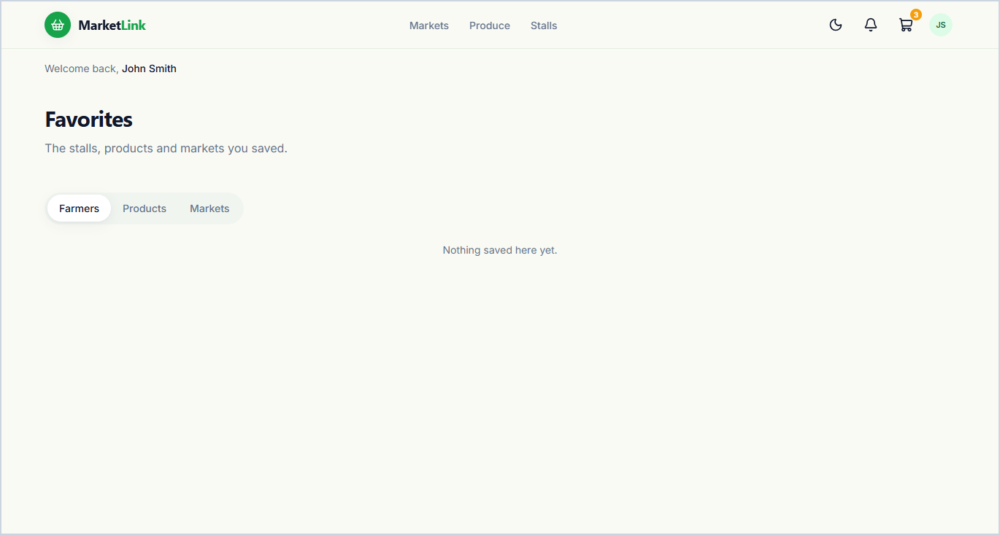 MarketLink
Markets Produce Stalls
3
JS
Welcome back, John Smith
Favorites
The stalls, products and markets you saved.
Farmers Products Markets
Nothing saved here yet.